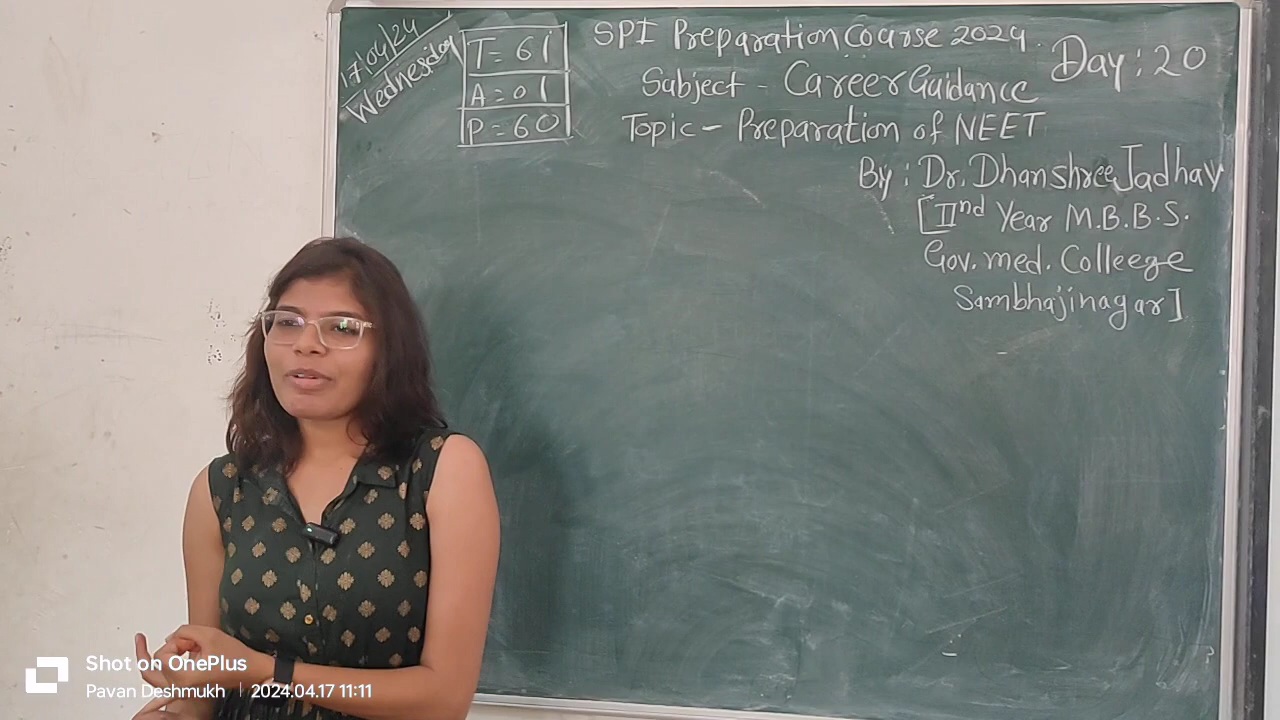 17/04/24
Wednesday
T = 61
A = 01
P = 60
SPI Preparation Course 2024.
Day : 20
Subject - Career Guidance
Topic - Preparation of NEET
By : Dr. Dhanshree Jadhav
[IInd Year M.B.B.S.
Gov. med. Colleege
Sambhajinagar]
Shot on OnePlus
Pavan Deshmukh | 2024.04.17 11:11